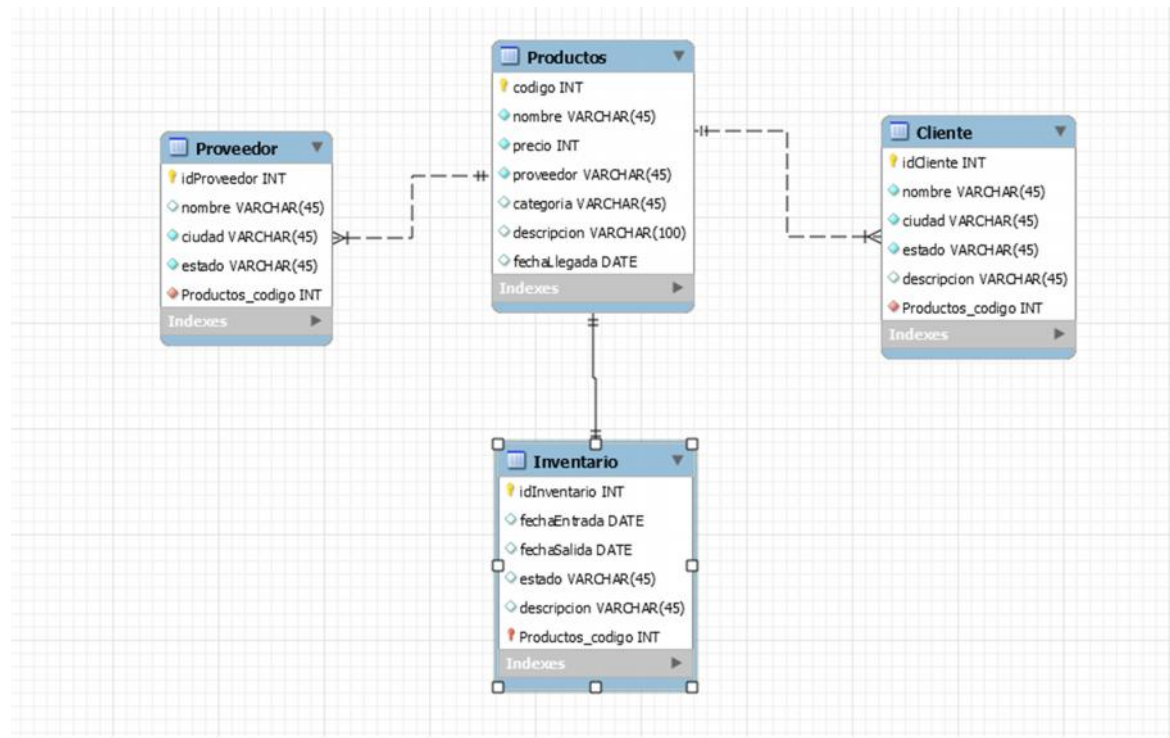 Productos
codigo INT
nombre VARCHAR(45)
precio INT
proveedor VARCHAR(45)
categoria VARCHAR(45)
descripcion VARCHAR(100)
fechaLlegada DATE
Indexes
Proveedor
idProveedor INT
nombre VARCHAR(45)
ciudad VARCHAR(45)
estado VARCHAR(45)
Productos_codigo INT
Indexes
Cliente
idCliente INT
nombre VARCHAR(45)
ciudad VARCHAR(45)
estado VARCHAR(45)
descripcion VARCHAR(45)
Productos_codigo INT
Indexes
Inventario
idInventario INT
fechaEntrada DATE
fechaSalida DATE
estado VARCHAR(45)
descripcion VARCHAR(45)
Productos_codigo INT
Indexes